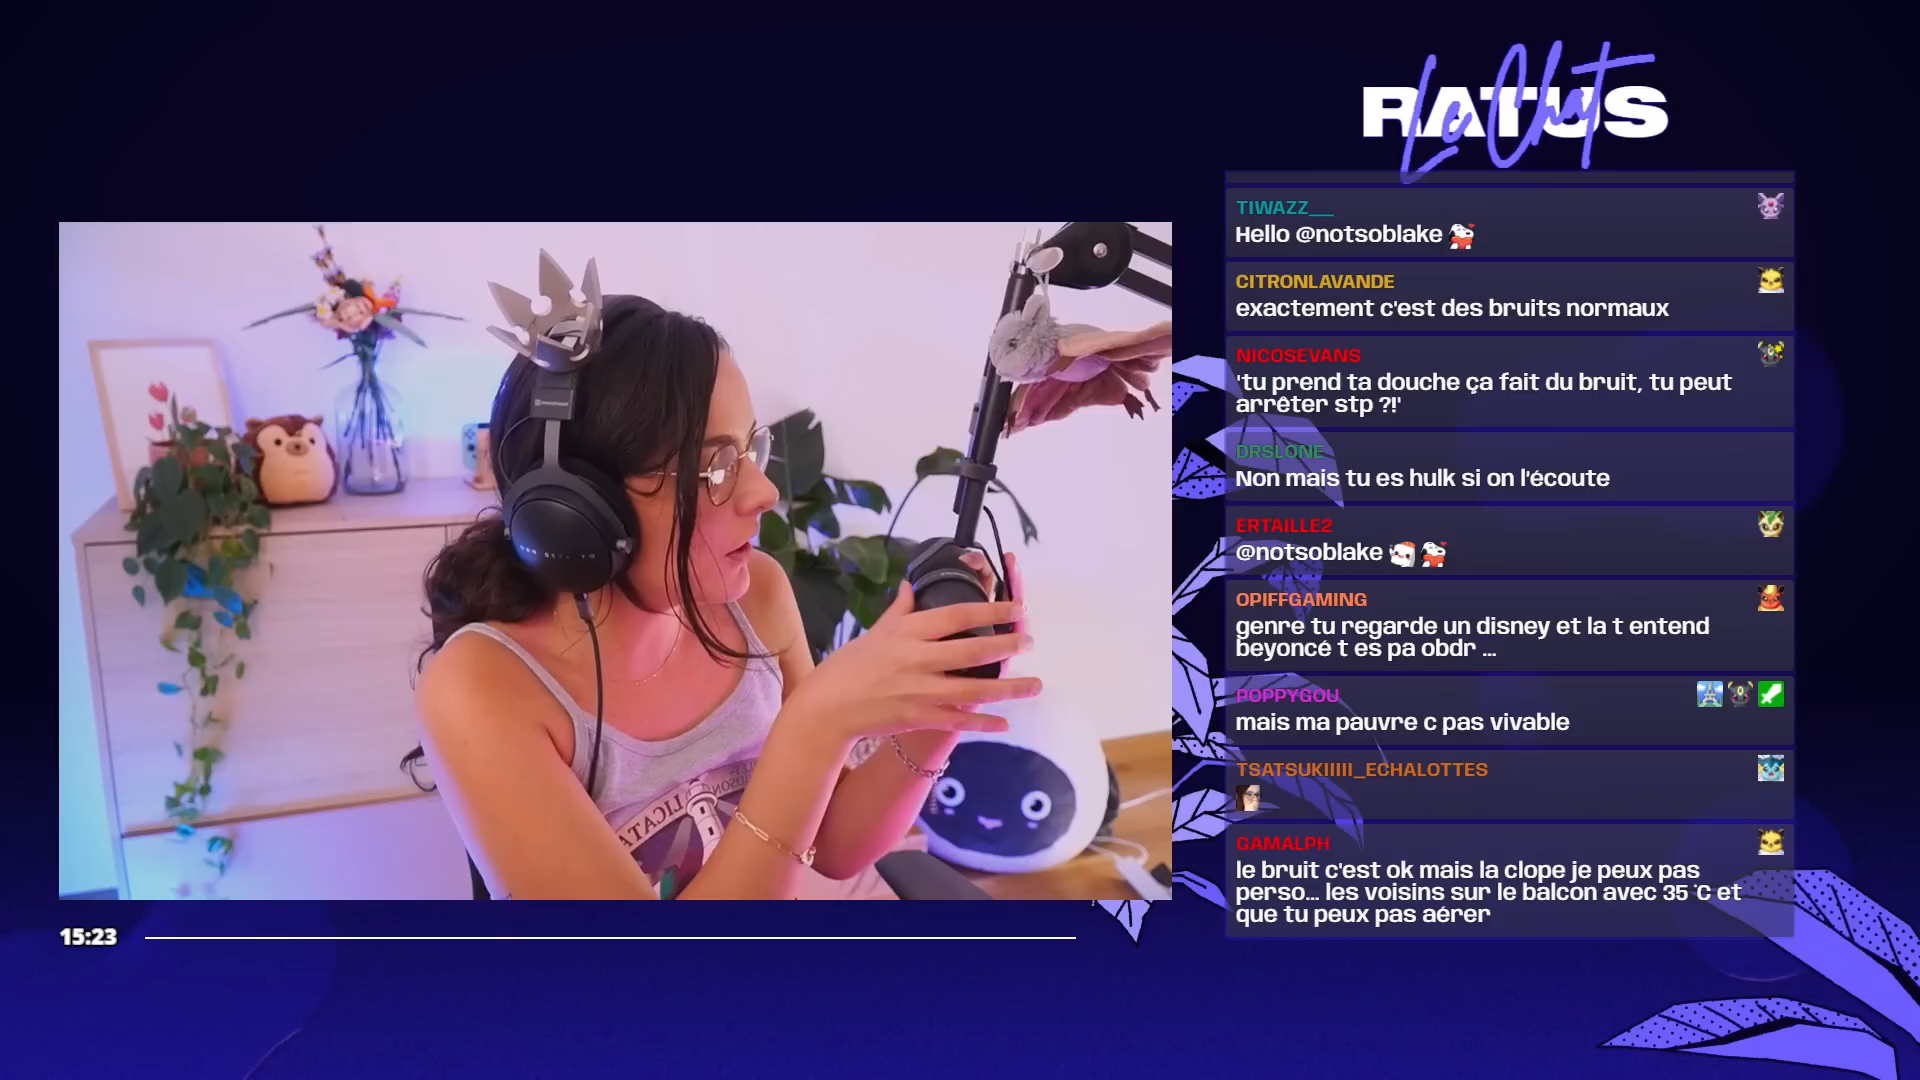 RATUS
Le Chat
TIWAZZ__
Hello @notsoblake
CITRONLAVANDE
exactement c'est des bruits normaux
NICOSEVANS
'tu prend ta douche ça fait du bruit, tu peut
arrêter stp ?!'
DRSLONE
Non mais tu es hulk si on l'écoute
ERTAILLE2
@notsoblake
OPIFFGAMING
genre tu regarde un disney et la t entend
beyoncé t es pa obdr ...
POPPYGOU
mais ma pauvre c pas vivable
TSATSUKIIIII_ECHALOTTES
GAMALPH
le bruit c'est ok mais la clope je peux pas
perso... les voisins sur le balcon avec 35 °C et
que tu peux pas aérer
15:23